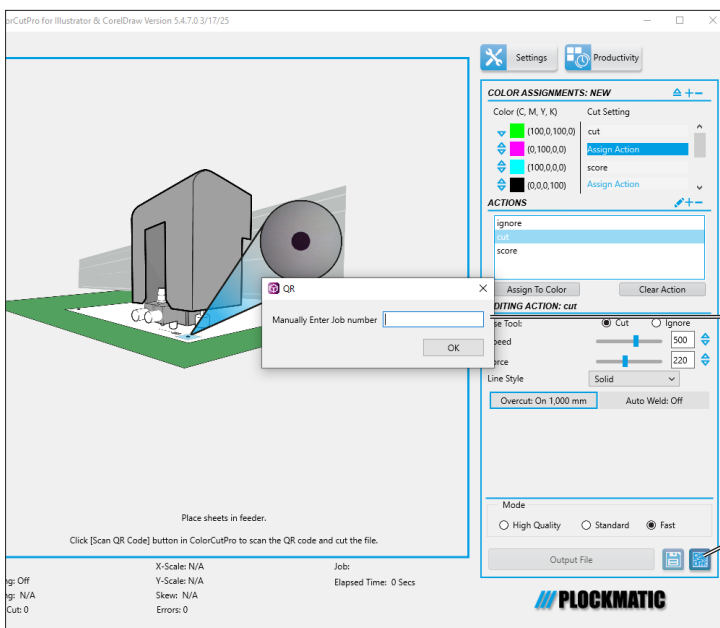 orCutPro for Illustrator & CorelDraw Version 5.4.7.0 3/17/25
Settings
Productivity
COLOR ASSIGNMENTS: NEW
Color (C, M, Y, K) Cut Setting
(100,0,100,0) cut
(0,100,0,0) Assign Action
(100,0,0,0) score
(0,0,0,100) Assign Action
ACTIONS
ignore
cut
score
Assign To Color Clear Action
DITING ACTION: cut
se Tool: Cut Ignore
peed 500
orce 220
Line Style Solid
Overcut: On 1,000 mm Auto Weld: Off
QR
Manually Enter Job number
OK
Mode
High Quality Standard Fast
Output File
Place sheets in feeder.
Click [Scan QR Code] button in ColorCutPro to scan the QR code and cut the file.
X-Scale: N/A Job:
ng: Off Y-Scale: N/A Elapsed Time: 0 Secs
ng: N/A Skew: N/A
Cut: 0 Errors: 0
PLOCKMATIC